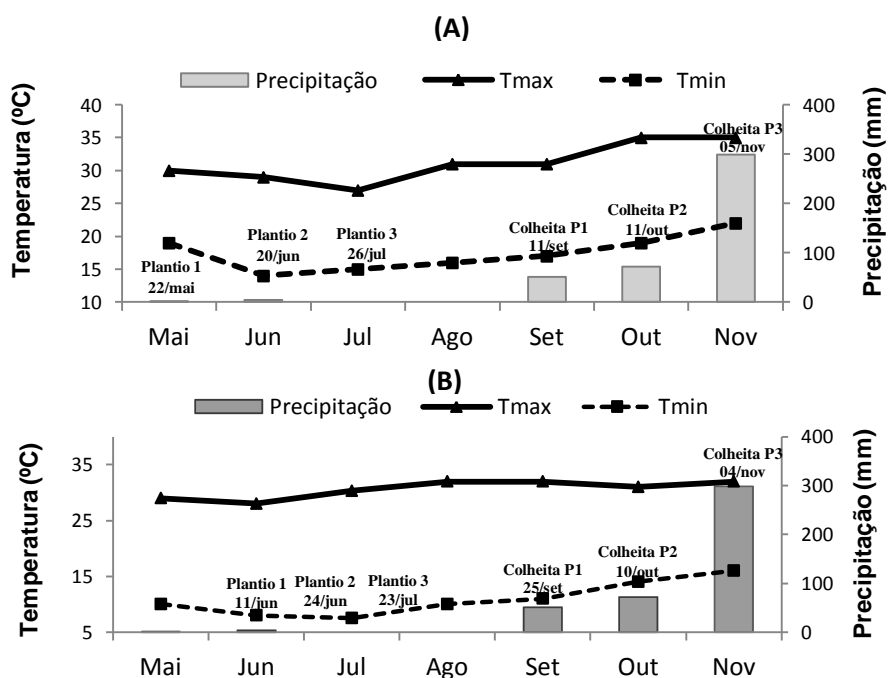 (A)
Precipitação Tmax Tmin
Temperatura (ºC)
Precipitação (mm)
40
35
30
25
20
15
10
400
300
200
100
0
Plantio 1
22/mai
Plantio 2
20/jun
Plantio 3
26/jul
Colheita P1
11/set
Colheita P2
11/out
Colheita P3
05/nov
Mai Jun Jul Ago Set Out Nov
(B)
Precipitação Tmax Tmin
Temperatura (ºC)
Precipitação (mm)
35
25
15
5
400
300
200
100
0
Plantio 1
11/jun
Plantio 2
24/jun
Plantio 3
23/jul
Colheita P1
25/set
Colheita P2
10/out
Colheita P3
04/nov
Mai Jun Jul Ago Set Out Nov